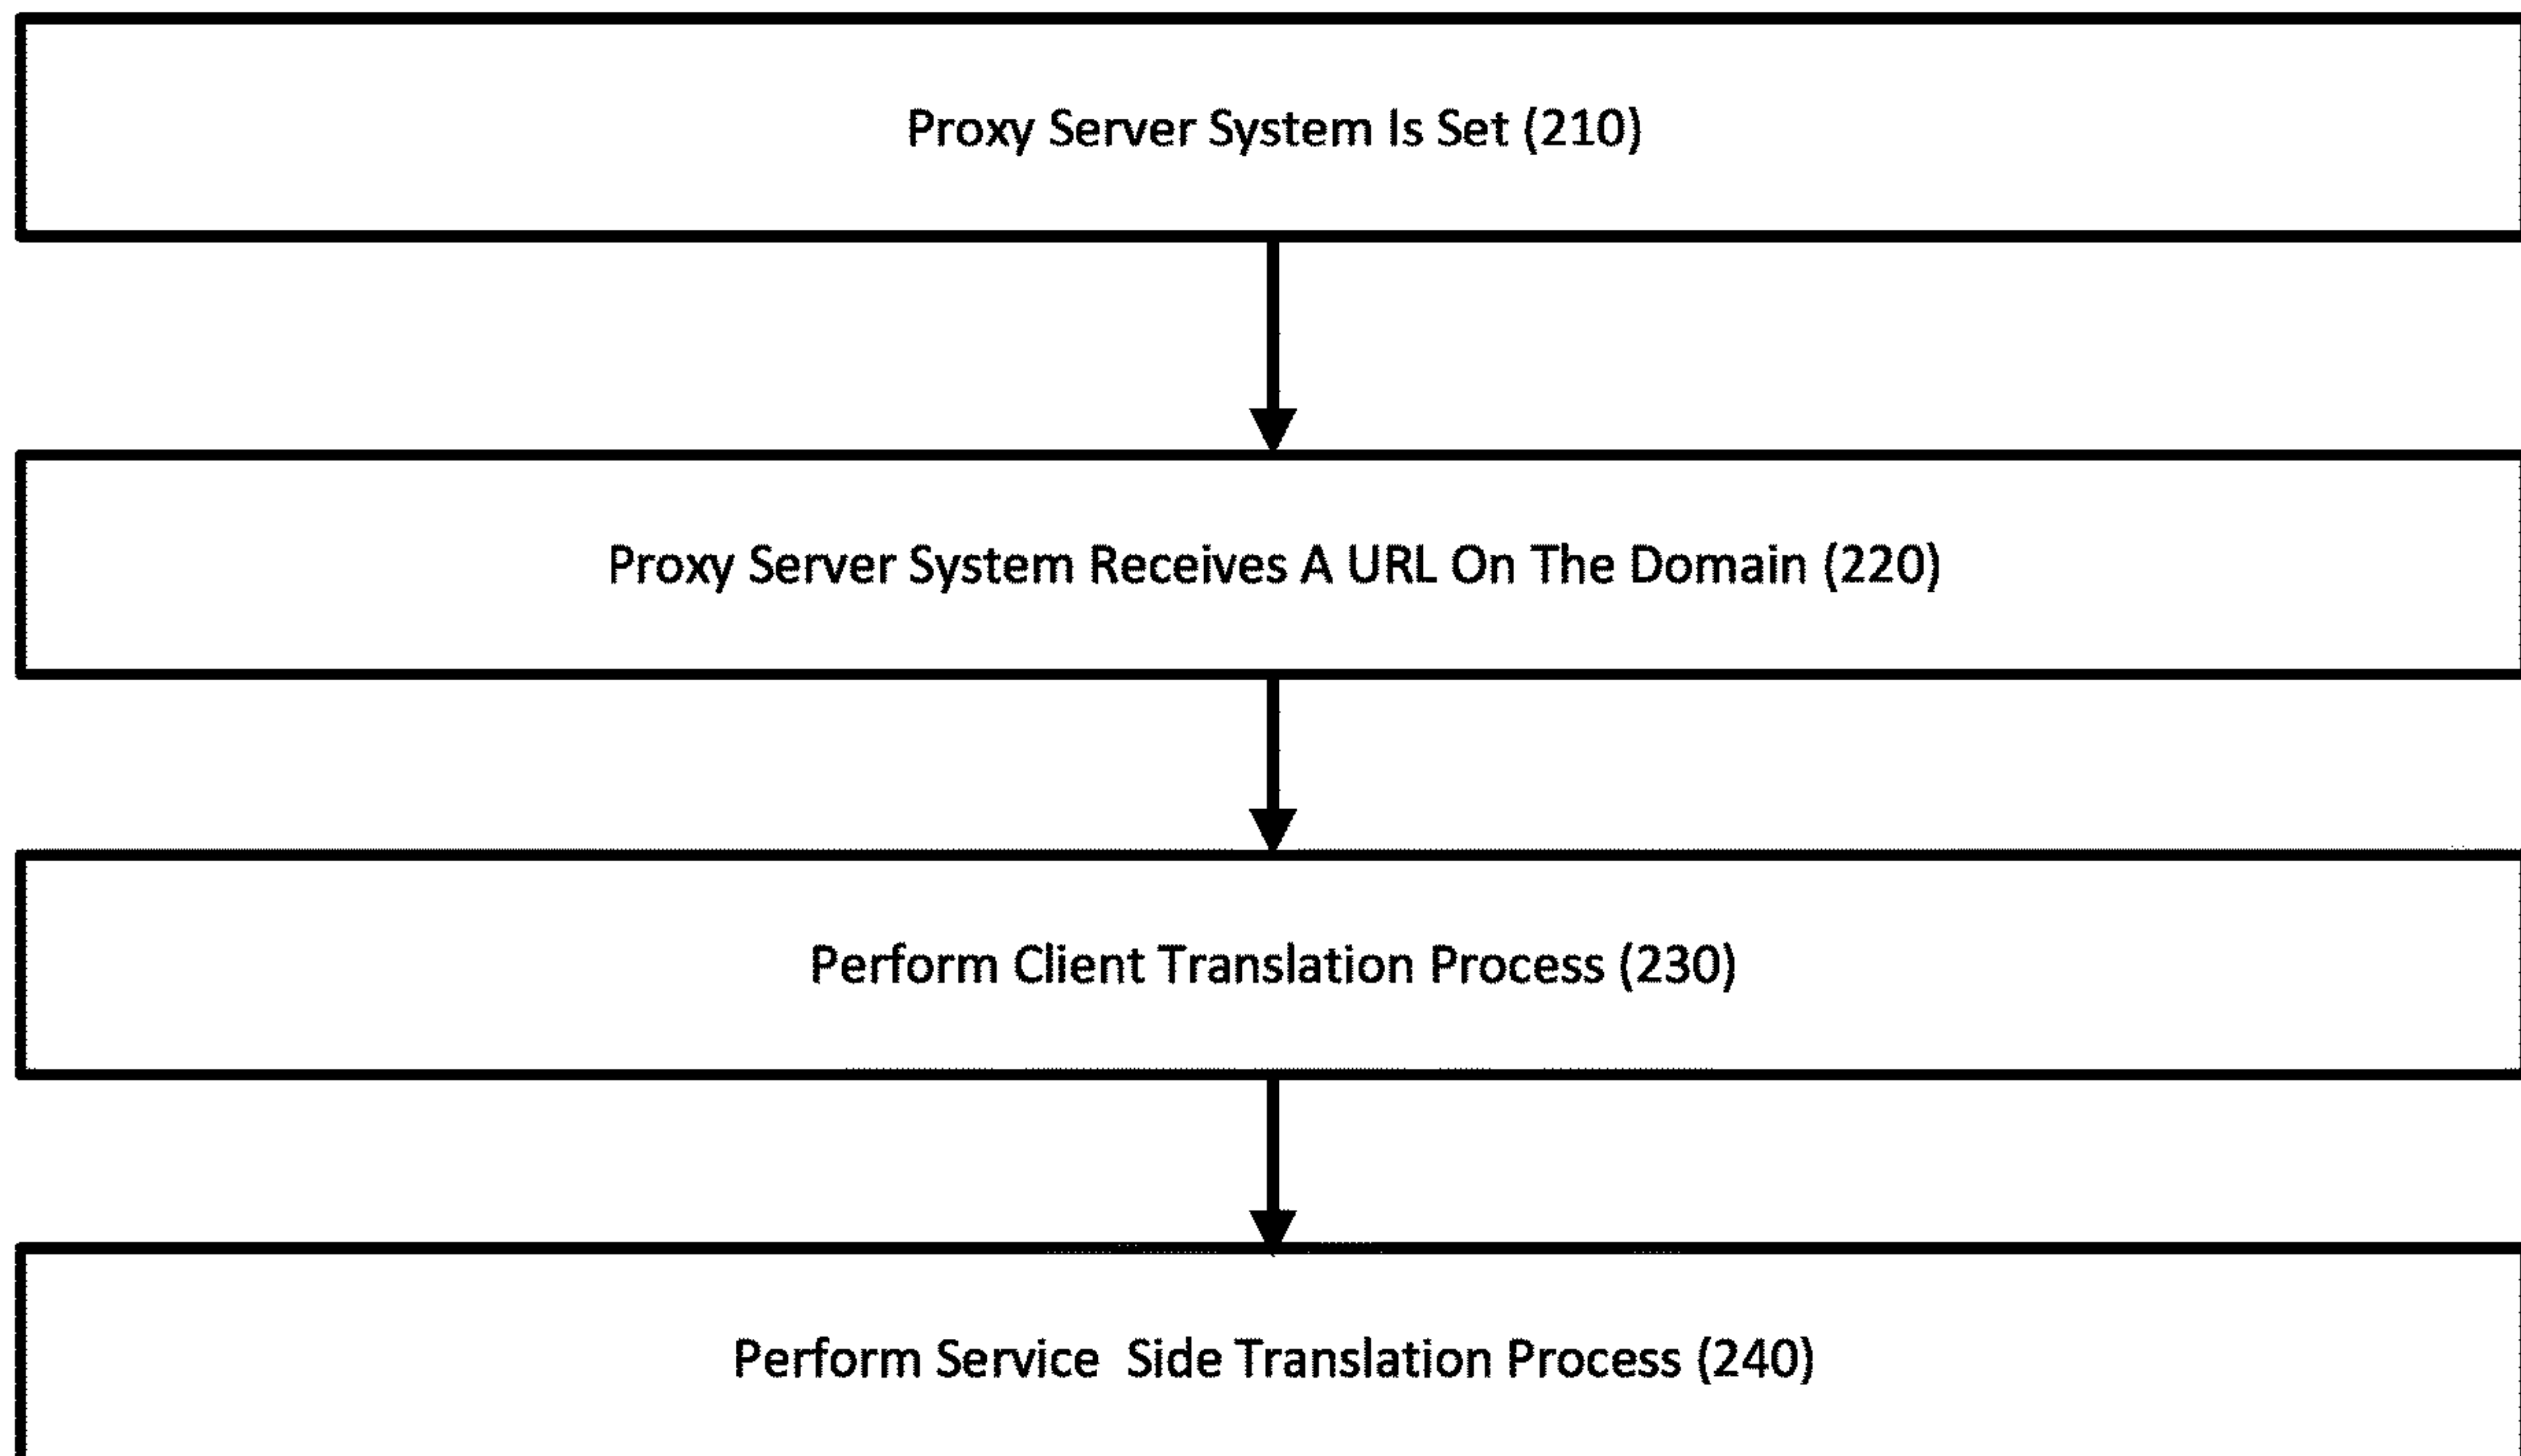 Proxy Server System Is Set (210)
Proxy Server System Receives A URL On The Domain (220)
Perform Client Translation Process (230)
Perform Service  Side Translation Process (240)